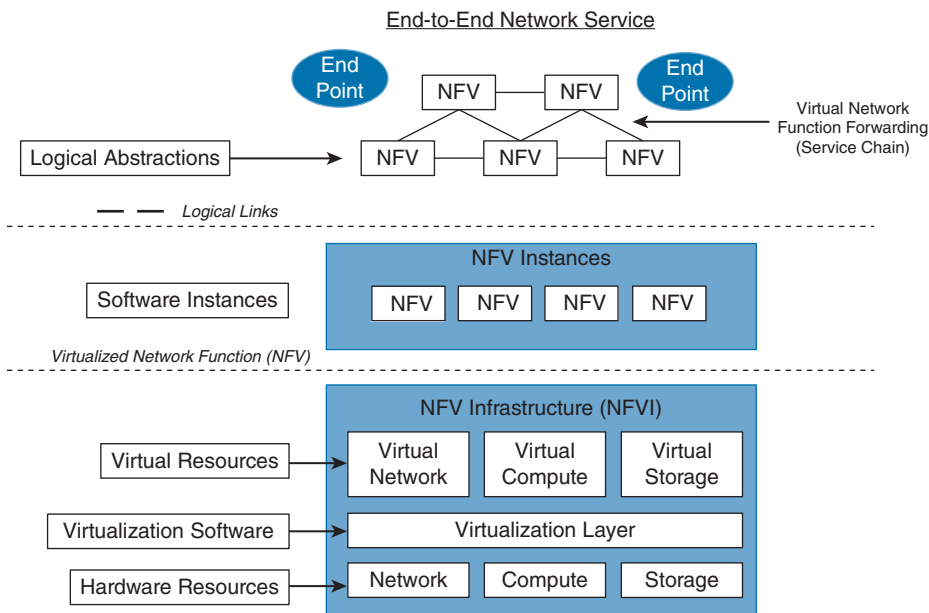 End-to-End Network Service
End
Point
End
Point
NFV
NFV
Virtual Network
Function Forwarding
(Service Chain)
Logical Abstractions
NFV
NFV
NFV
Logical Links
NFV Instances
Software Instances
NFV
NFV
NFV
NFV
Virtualized Network Function (NFV)
NFV Infrastructure (NFVI)
Virtual Resources
Virtual
Network
Virtual
Compute
Virtual
Storage
Virtualization Software
Virtualization Layer
Hardware Resources
Network
Compute
Storage